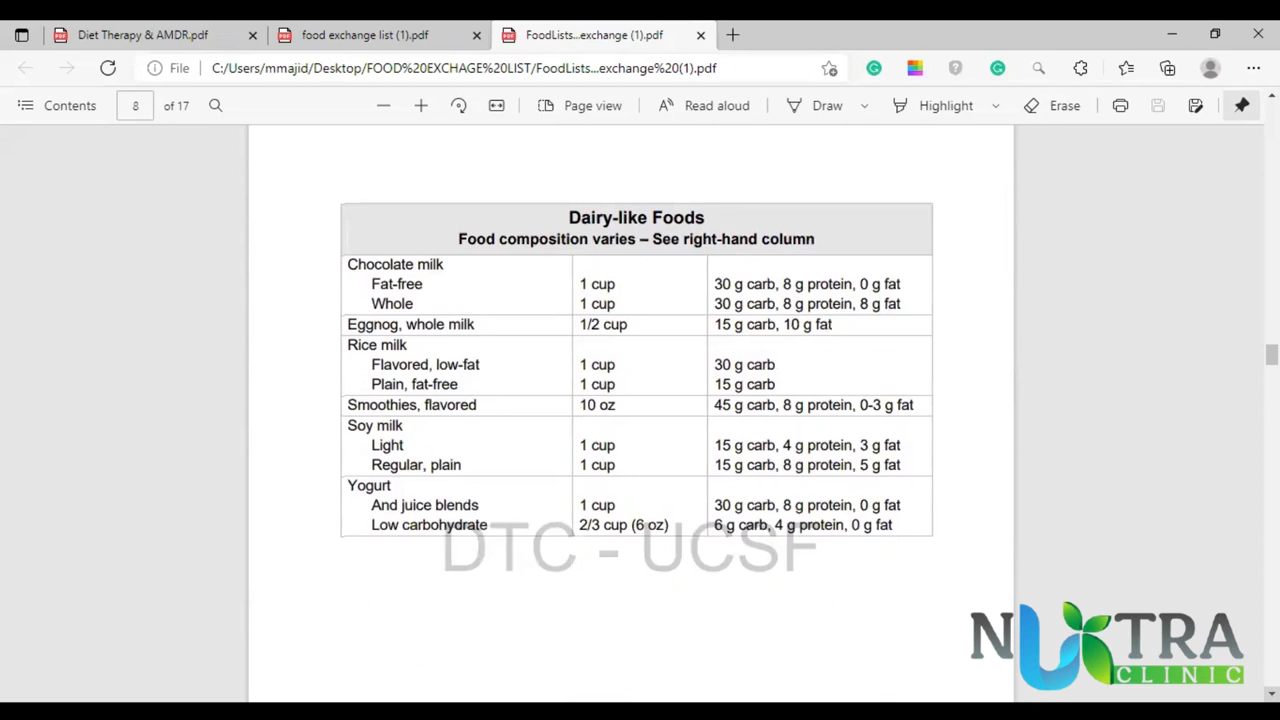 Diet Therapy & AMDR.pdf
food exchange list (1).pdf
FoodLists...exchange (1).pdf
File C:/Users/mmajid/Desktop/FOOD%20EXCHAGE%20LIST/FoodLists...exchange%20(1).pdf
Contents 8 of 17 Page view Read aloud Draw Highlight Erase
Dairy-like Foods
Food composition varies – See right-hand column
Chocolate milk
Fat-free 1 cup 30 g carb, 8 g protein, 0 g fat
Whole 1 cup 30 g carb, 8 g protein, 8 g fat
Eggnog, whole milk 1/2 cup 15 g carb, 10 g fat
Rice milk
Flavored, low-fat 1 cup 30 g carb
Plain, fat-free 1 cup 15 g carb
Smoothies, flavored 10 oz 45 g carb, 8 g protein, 0-3 g fat
Soy milk
Light 1 cup 15 g carb, 4 g protein, 3 g fat
Regular, plain 1 cup 15 g carb, 8 g protein, 5 g fat
Yogurt
And juice blends 1 cup 30 g carb, 8 g protein, 0 g fat
Low carbohydrate 2/3 cup (6 oz) 6 g carb, 4 g protein, 0 g fat
DTC - UCSF
NUTRA
CLINIC